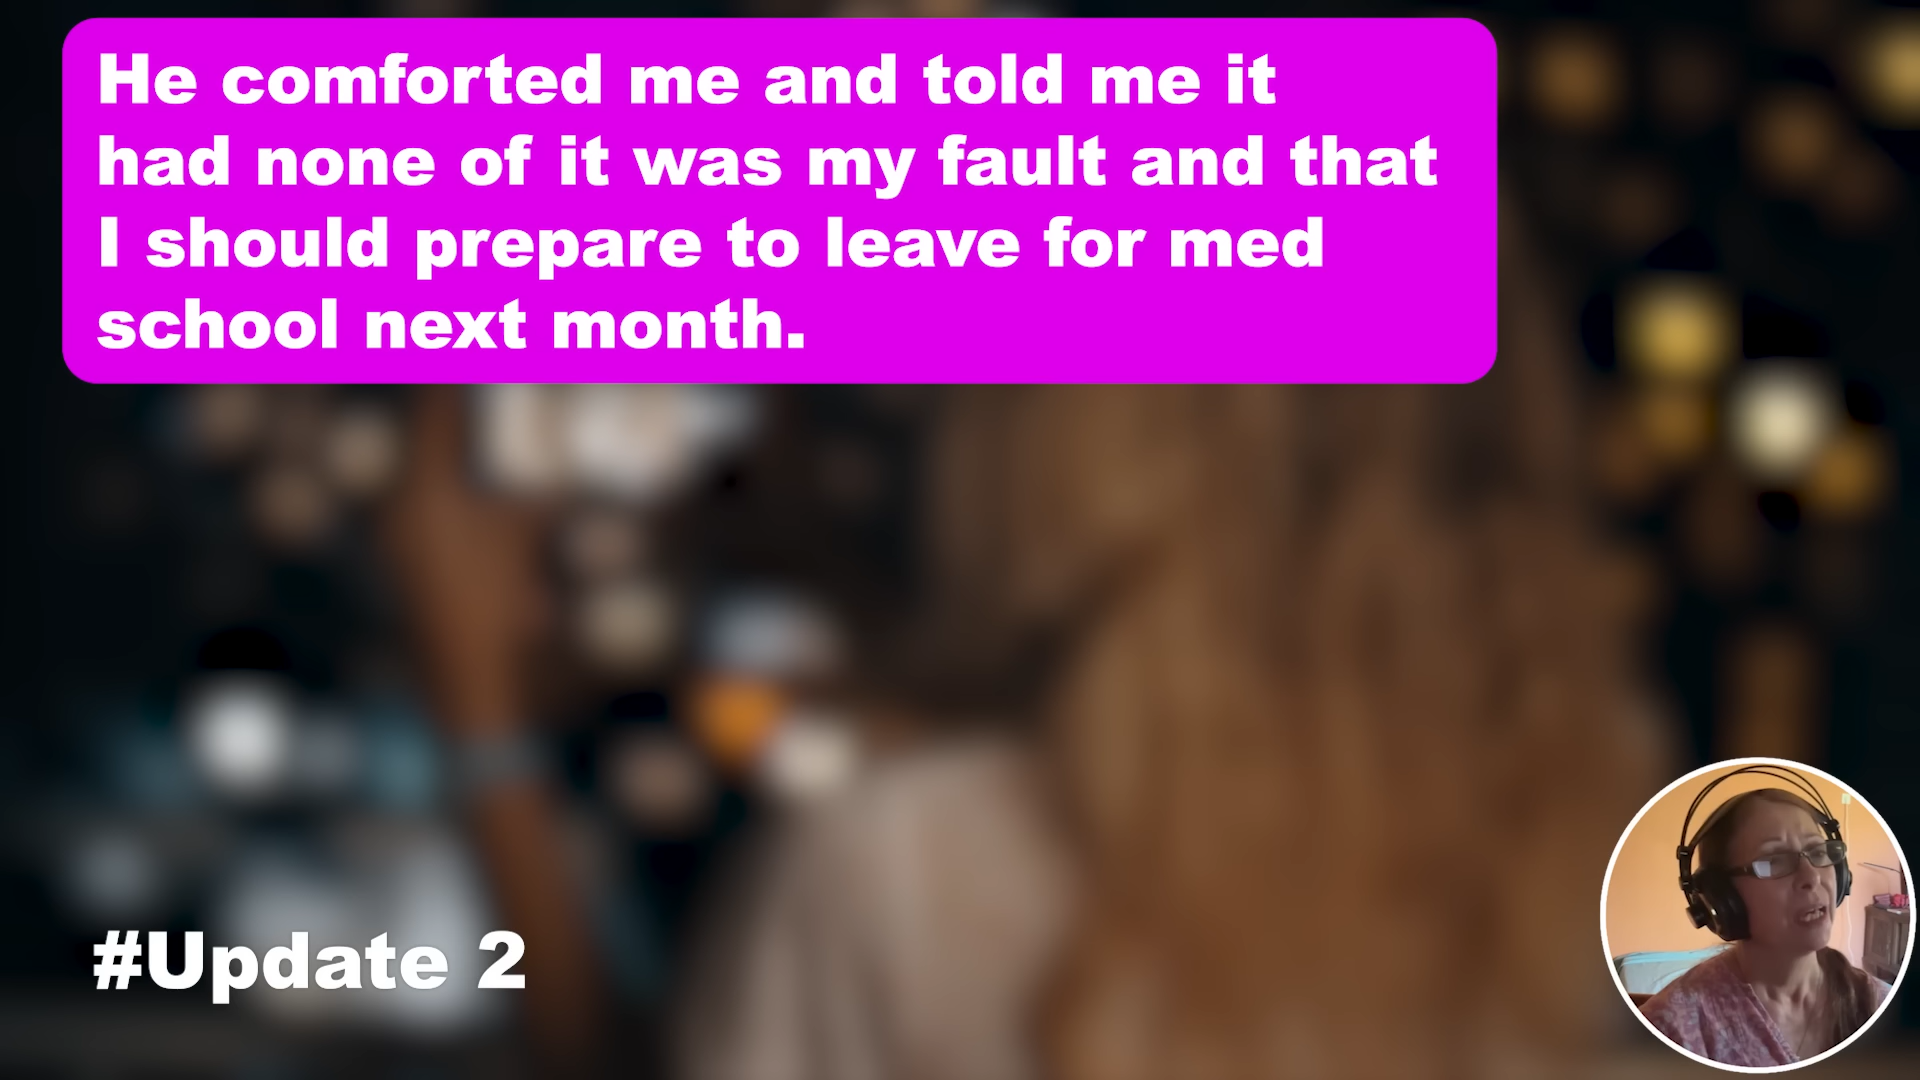 He comforted me and told me it
had none of it was my fault and that
I should prepare to leave for med
school next month.
#Update 2